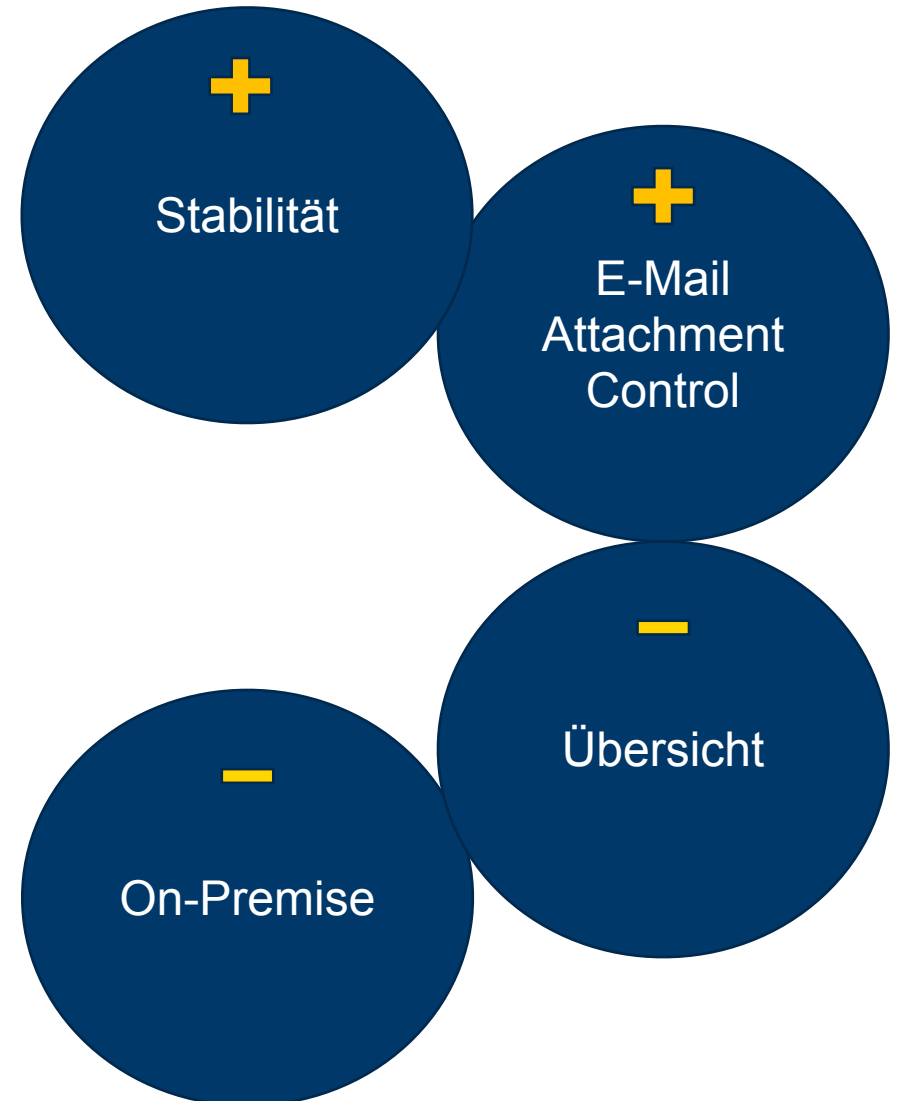 +
Stabilität
+
E-Mail
Attachment
Control
-
Übersicht
-
On-Premise